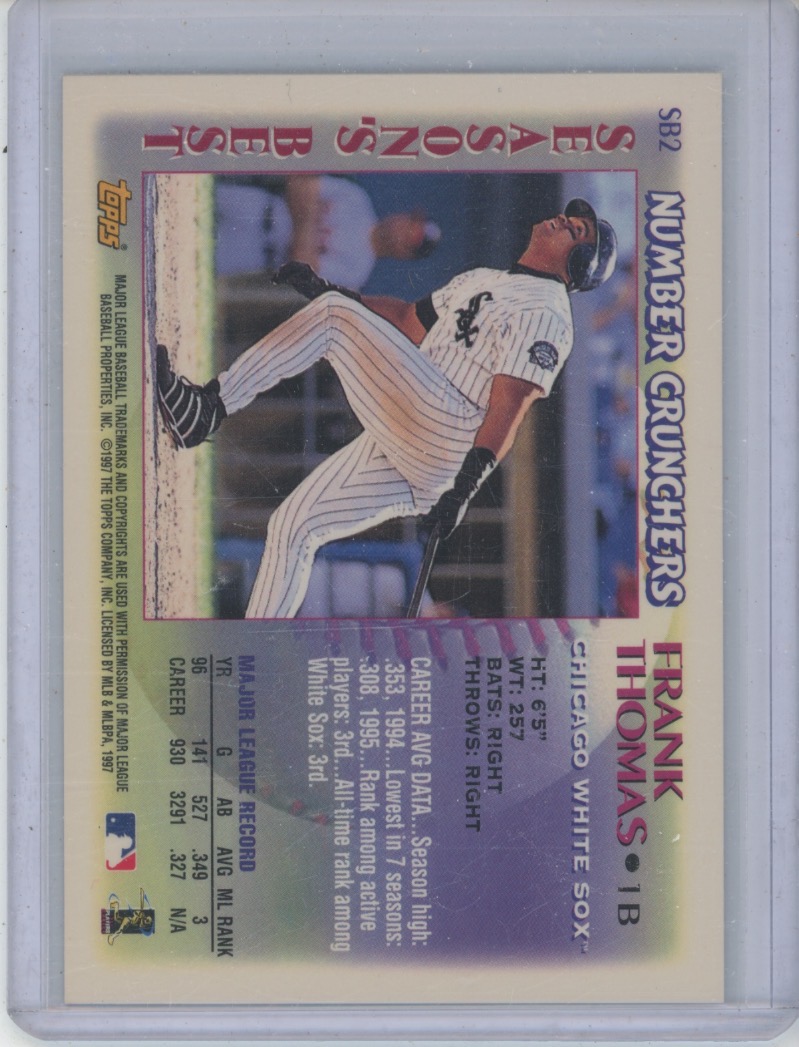 SB2
NUMBER CRUNCHERS
SEASON'S BEST
FRANK
THOMAS • 1B
CHICAGO WHITE SOX™
HT: 6'5"
WT: 257
BATS: RIGHT
THROWS: RIGHT
CAREER AVG DATA...Season high:
.353, 1994...Lowest in 7 seasons:
.308, 1995...Rank among active
players: 3rd...All-time rank among
White Sox: 3rd.
MAJOR LEAGUE RECORD
YR G AB AVG ML RANK
96 141 527 .349 3
CAREER 930 3291 .327 N/A
Sox
TOPPS®
MAJOR LEAGUE BASEBALL TRADEMARKS AND COPYRIGHTS ARE USED WITH PERMISSION OF MAJOR LEAGUE
BASEBALL PROPERTIES, INC. ©1997 THE TOPPS COMPANY, INC. LICENSED BY MLB & MLBPA, 1997